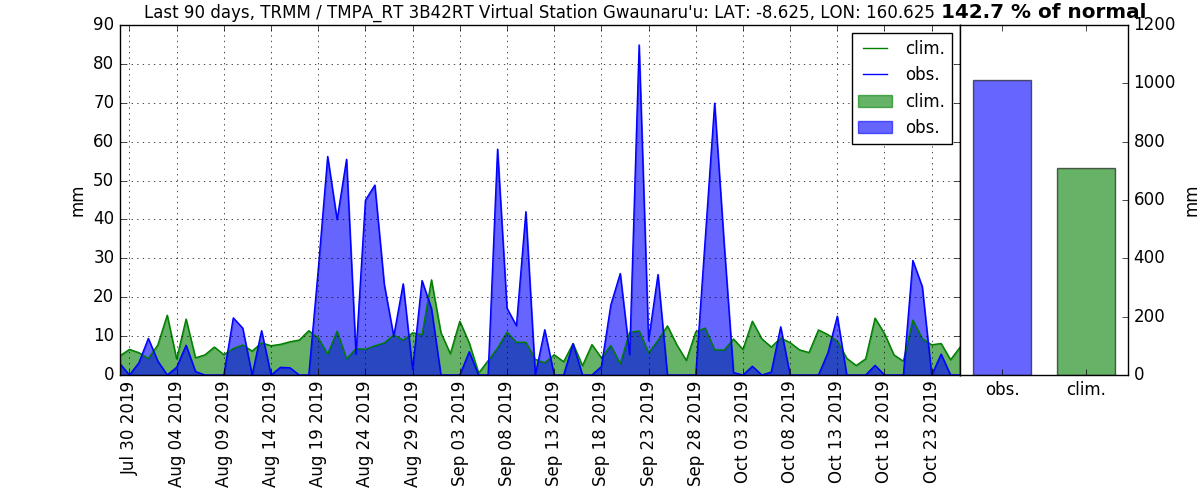 Last 90 days, TRMM / TMPA_RT 3B42RT Virtual Station Gwaunaru'u: LAT: -8.625, LON: 160.625 142.7 % of normal
90
80
70
60
50
40
30
20
10
0
mm
clim.
obs.
clim.
obs.
Jul 30 2019
Aug 04 2019
Aug 09 2019
Aug 14 2019
Aug 19 2019
Aug 24 2019
Aug 29 2019
Sep 03 2019
Sep 08 2019
Sep 13 2019
Sep 18 2019
Sep 23 2019
Sep 28 2019
Oct 03 2019
Oct 08 2019
Oct 13 2019
Oct 18 2019
Oct 23 2019
1200
1000
800
600
400
200
0
mm
obs.
clim.